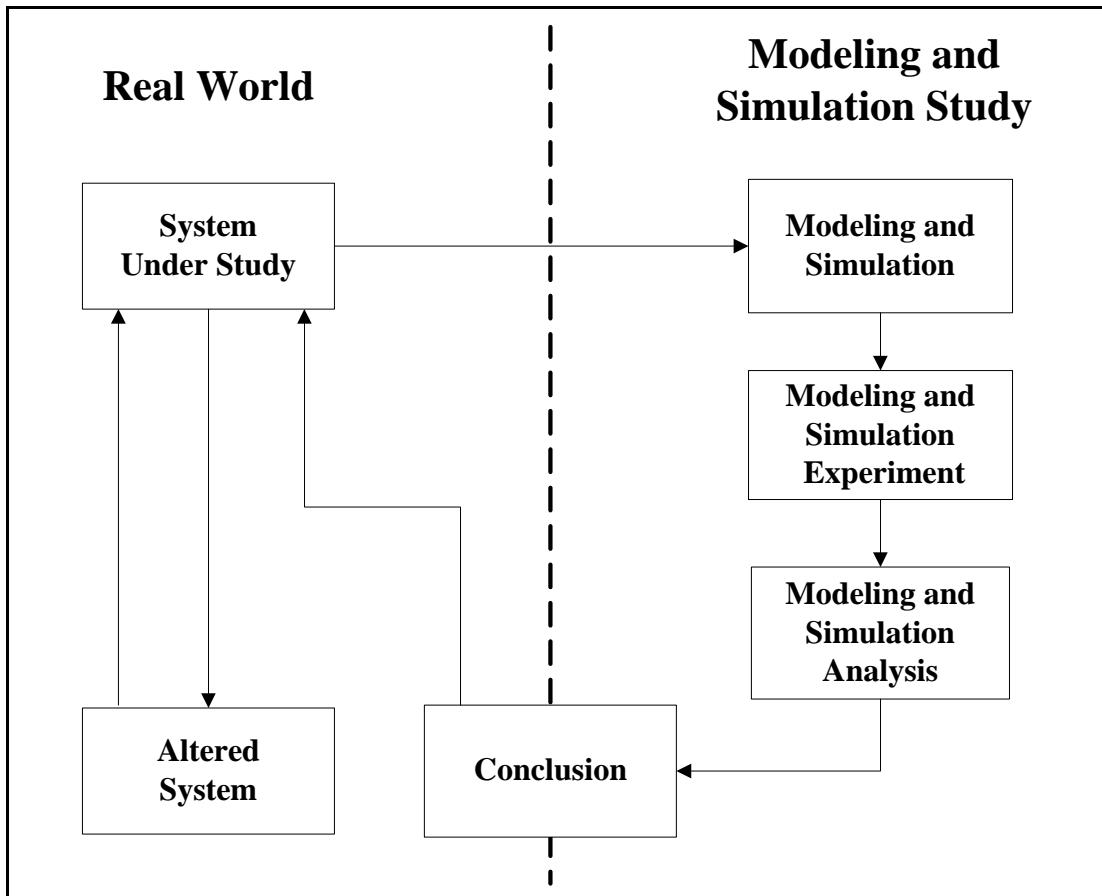 Real World
Modeling and
Simulation Study
System
Under Study
Modeling and
Simulation
Modeling and
Simulation
Experiment
Modeling and
Simulation
Analysis
Altered
System
Conclusion